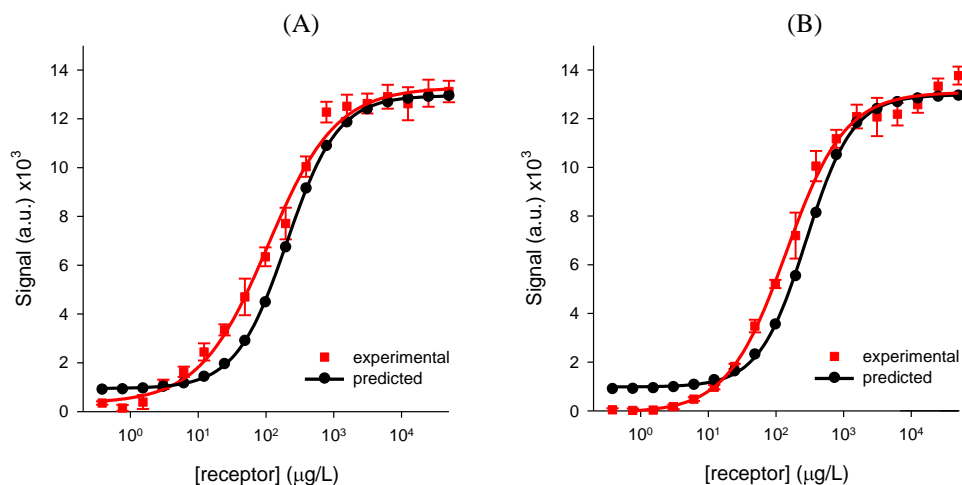 (A)
14
12
10
8
6
4
2
0
Signal (a.u.) x10³
experimental
predicted
10⁰ 10¹ 10² 10³ 10⁴
[receptor] (μg/L)
(B)
14
12
10
8
6
4
2
0
Signal (a.u.) x10³
experimental
predicted
10⁰ 10¹ 10² 10³ 10⁴
[receptor] (μg/L)